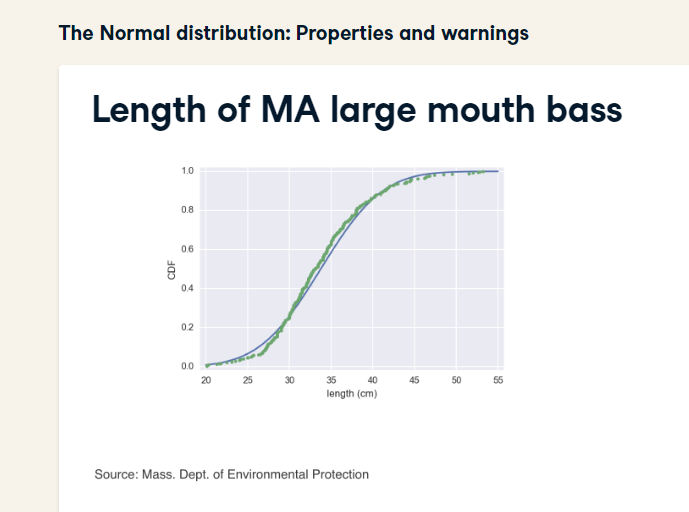 The Normal distribution: Properties and warnings
Length of MA large mouth bass
1.0
0.8
0.6
CDF
0.4
0.2
0.0
20 25 30 35 40 45 50 55
length (cm)
Source: Mass. Dept. of Environmental Protection